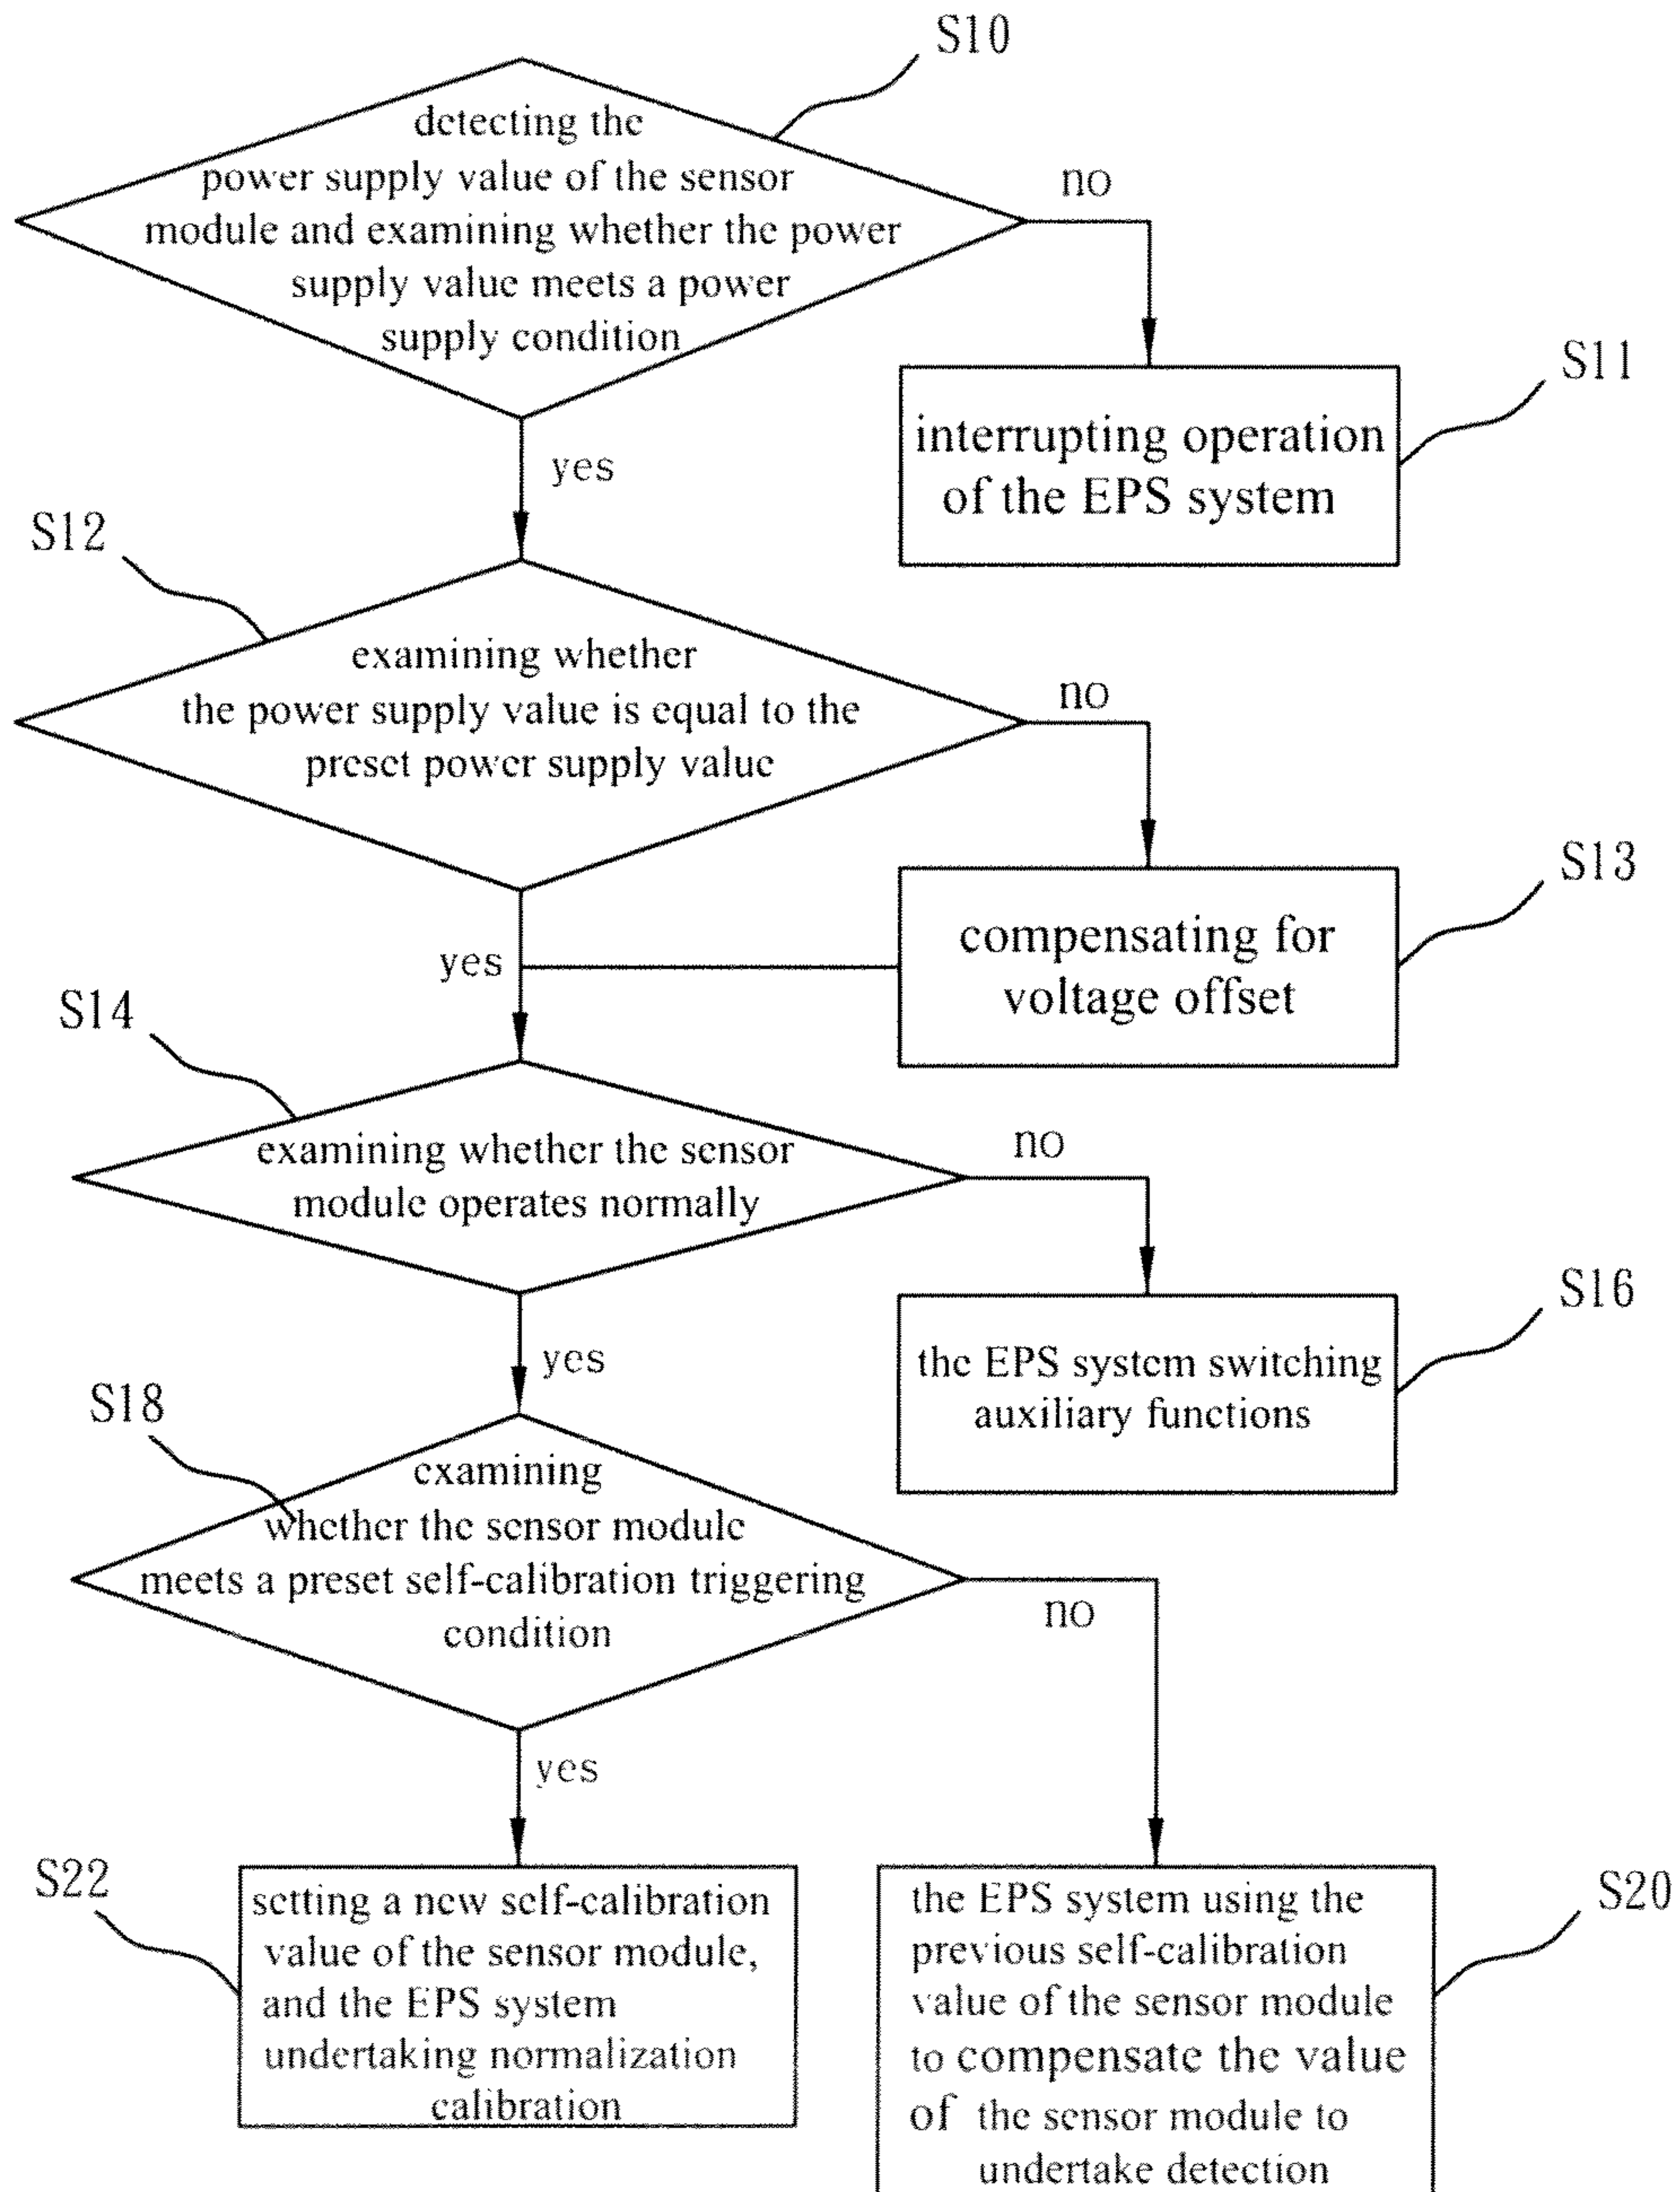 S10
detecting the
power supply value of the sensor
module and examining whether the power
supply value meets a power
supply condition
no
yes
S11
interrupting operation
of the EPS system
S12
examining whether
the power supply value is equal to the
preset power supply value
no
yes
S13
compensating for
voltage offset
S14
examining whether the sensor
module operates normally
no
yes
S16
the EPS system switching
auxiliary functions
S18
examining
whether the sensor module
meets a preset self-calibration triggering
condition
no
yes
S22
setting a new self-calibration
value of the sensor module,
and the EPS system
undertaking normalization
calibration
S20
the EPS system using the
previous self-calibration
value of the sensor module
to compensate the value
of the sensor module to
undertake detection